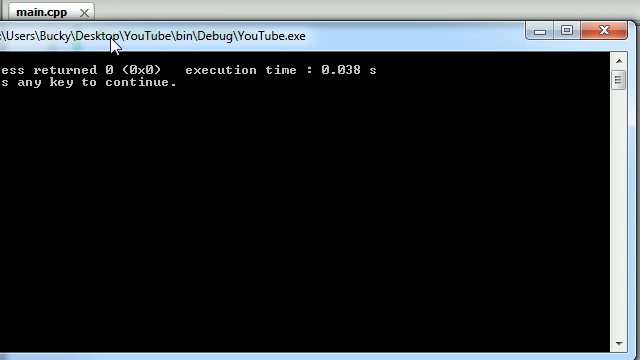 main.cpp
:\Users\Bucky\Desktop\YouTube\bin\Debug\YouTube.exe
ess returned 0 (0x0)   execution time : 0.038 s
s any key to continue.